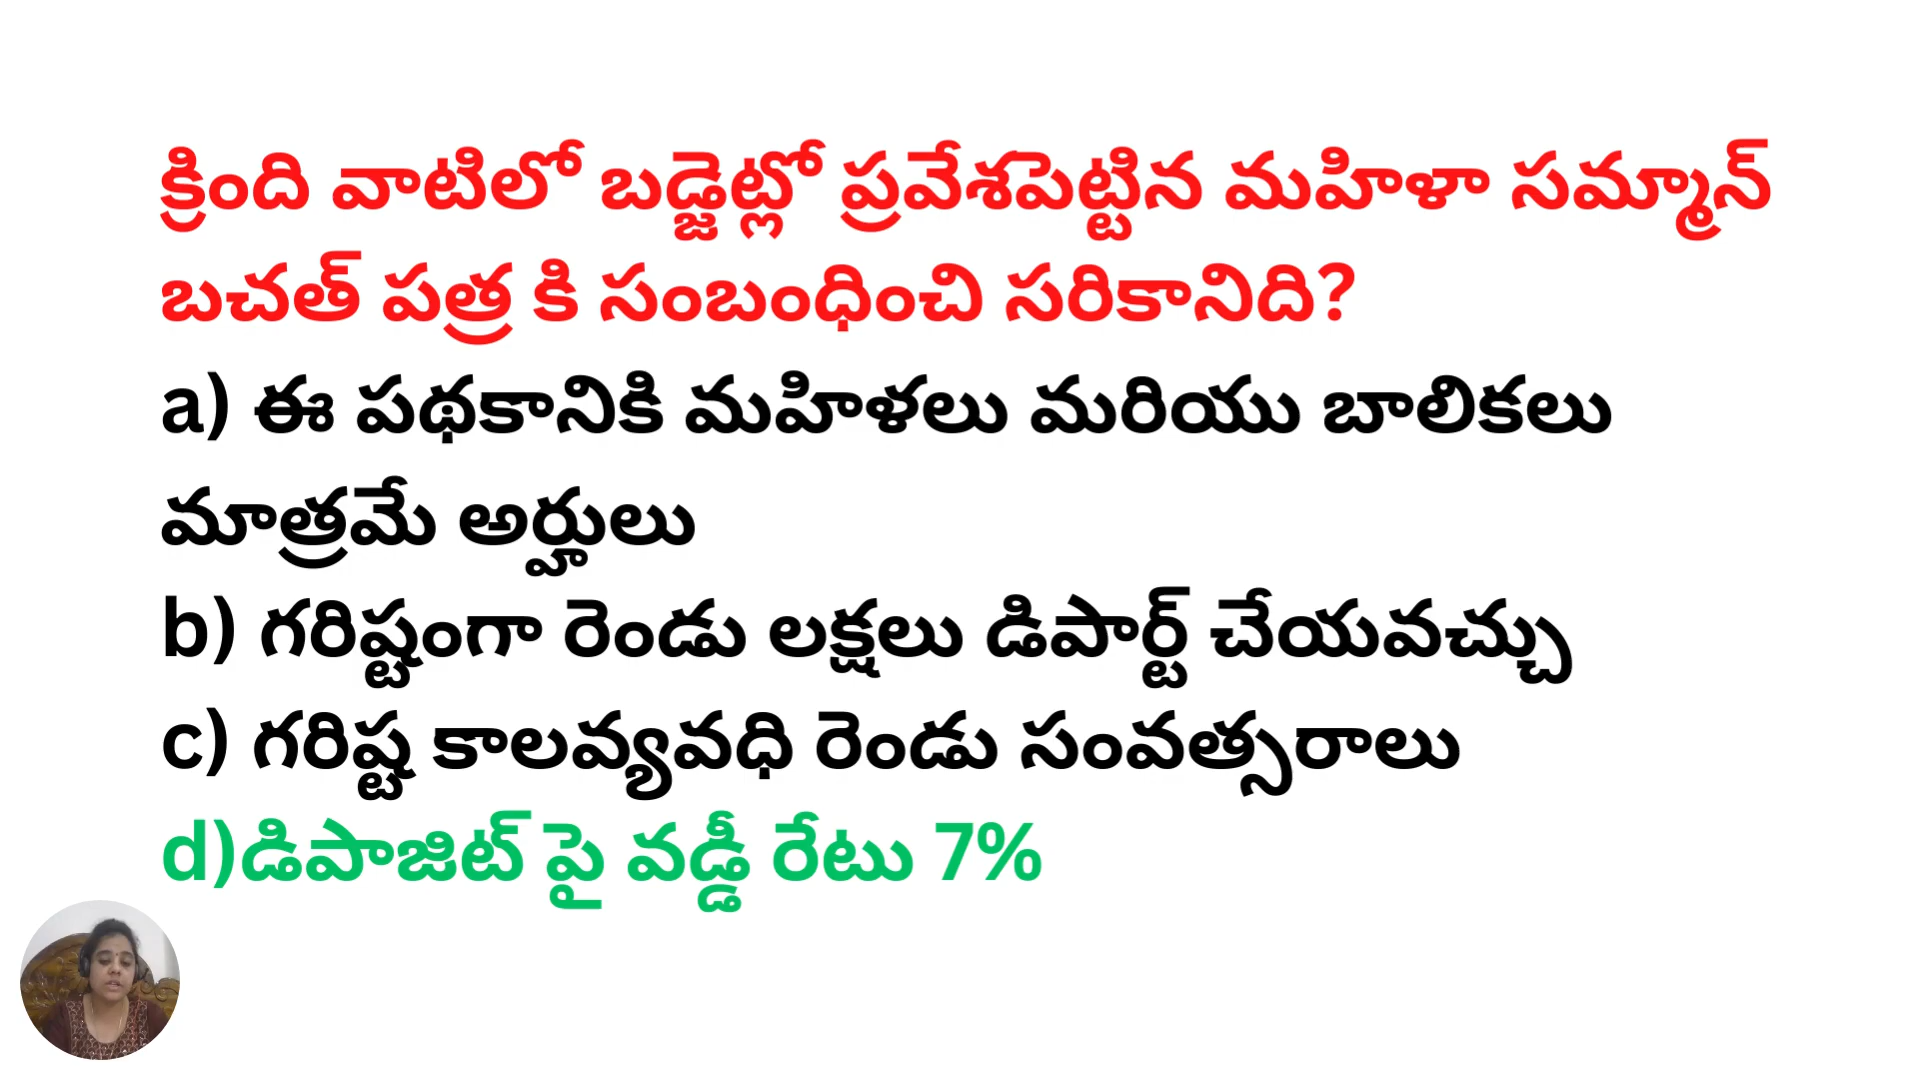 క్రింది వాటిలో బడ్జెట్లో ప్రవేశపెట్టిన మహిళా సమ్మాన్
బచత్ పత్ర కి సంబంధించి సరికానిది?
a) ఈ పథకానికి మహిళలు మరియు బాలికలు
మాత్రమే అర్హులు
b) గరిష్టంగా రెండు లక్షలు డిపార్ట్ చేయవచ్చు
c) గరిష్ట కాలవ్యవధి రెండు సంవత్సరాలు
d)డిపాజిట్ పై వడ్డీ రేటు 7%